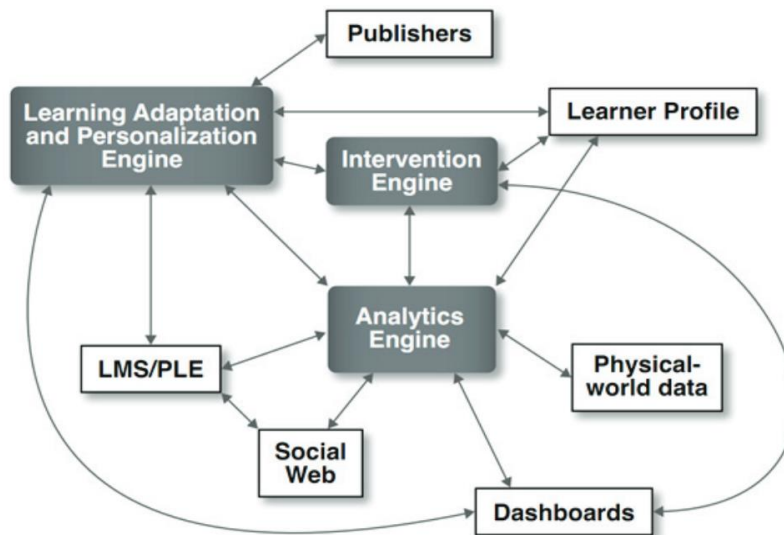 Publishers
Learning Adaptation
and Personalization
Engine
Learner Profile
Intervention
Engine
Analytics
Engine
LMS/PLE
Physical-
world data
Social
Web
Dashboards